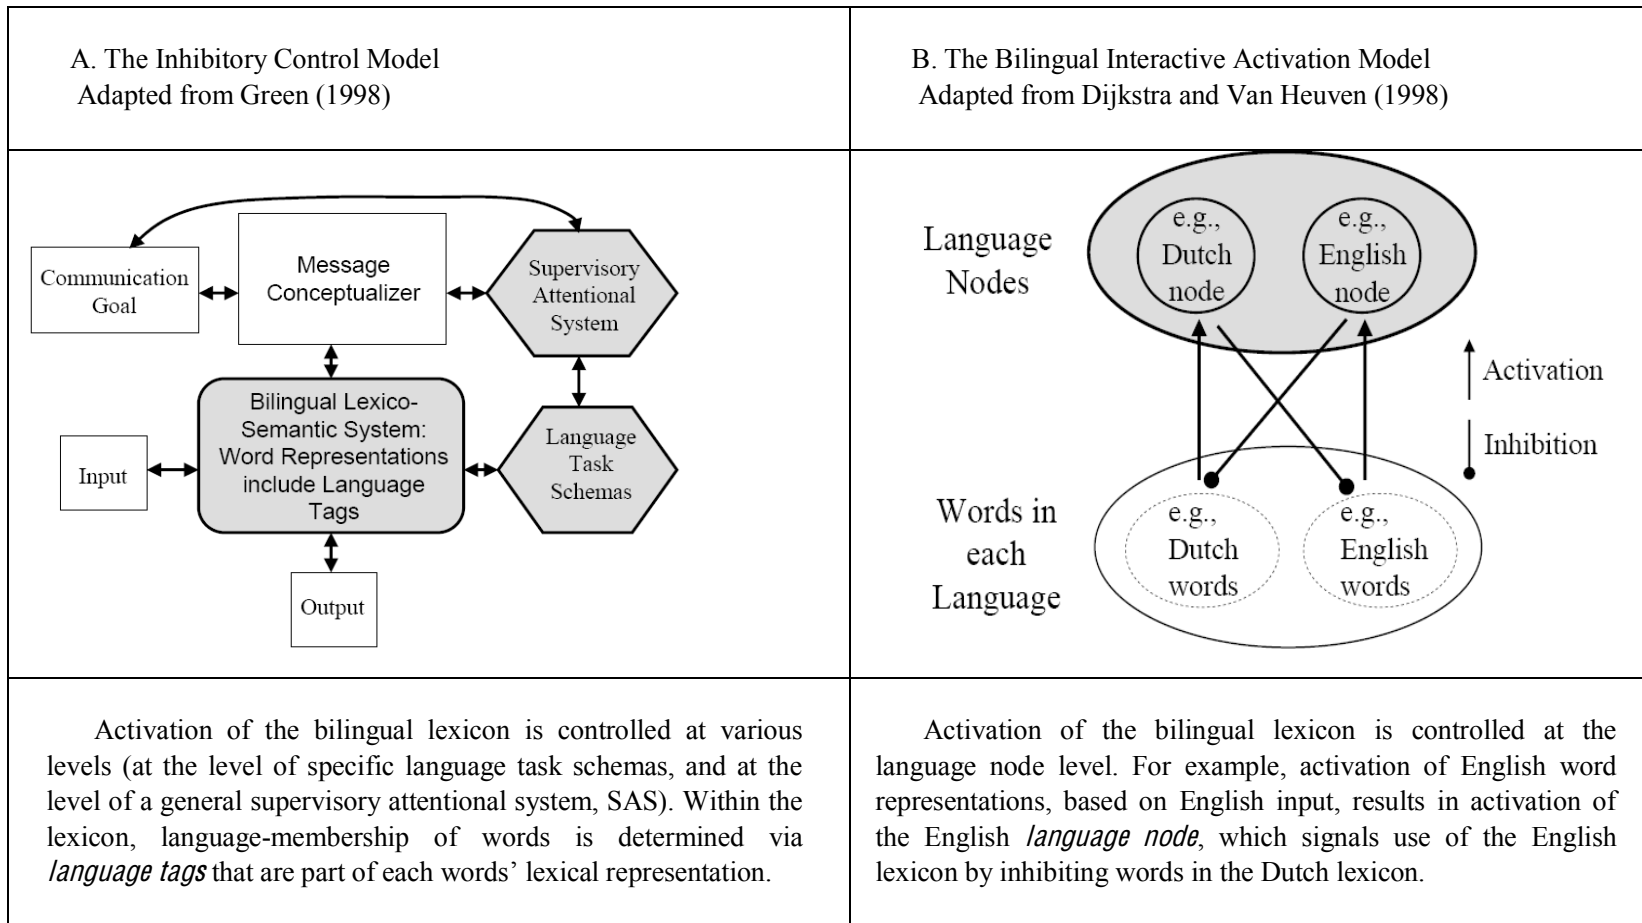 A. The Inhibitory Control Model
Adapted from Green (1998)
B. The Bilingual Interactive Activation Model
Adapted from Dijkstra and Van Heuven (1998)
Communication
Goal
Message
Conceptualizer
Supervisory
Attentional
System
Bilingual Lexico-
Semantic System:
Word Representations
include Language
Tags
Input
Language
Task
Schemas
Output
Language
Nodes
e.g.,
Dutch
node
e.g.,
English
node
Activation
Inhibition
Words in
each
Language
e.g.,
Dutch
words
e.g.,
English
words
Activation of the bilingual lexicon is controlled at various
levels (at the level of specific language task schemas, and at the
level of a general supervisory attentional system, SAS). Within the
lexicon, language-membership of words is determined via
language tags that are part of each words’ lexical representation.
Activation of the bilingual lexicon is controlled at the
language node level. For example, activation of English word
representations, based on English input, results in activation of
the English language node, which signals use of the English
lexicon by inhibiting words in the Dutch lexicon.